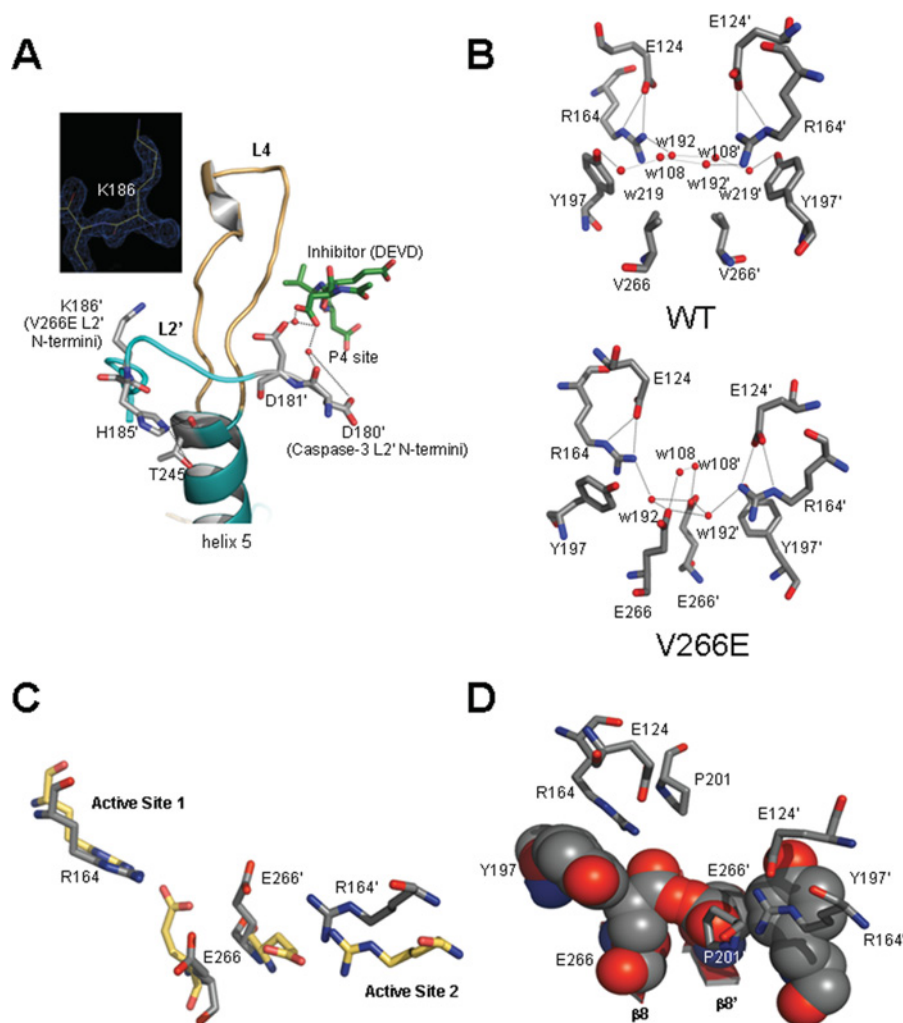 A
K186
L4
Inhibitor (DEVD)
K186'
(V266E L2'
N-termini)
L2'
P4 site
D181'
H185'
D180'
(Caspase-3 L2' N-termini)
T245
helix 5
B
E124
E124'
R164
w192
w108'
R164'
w108
w192'
Y197
w219
w219'
Y197'
V266
V266'
WT
E124
E124'
R164
w108
w108'
R164'
w192
w192'
Y197
Y197'
E266
E266'
V266E
C
Active Site 1
R164
E266'
R164'
E266
Active Site 2
D
E124
R164
P201
E124'
Y197
E266'
Y197'
R164'
E266
P201'
β8
β8'